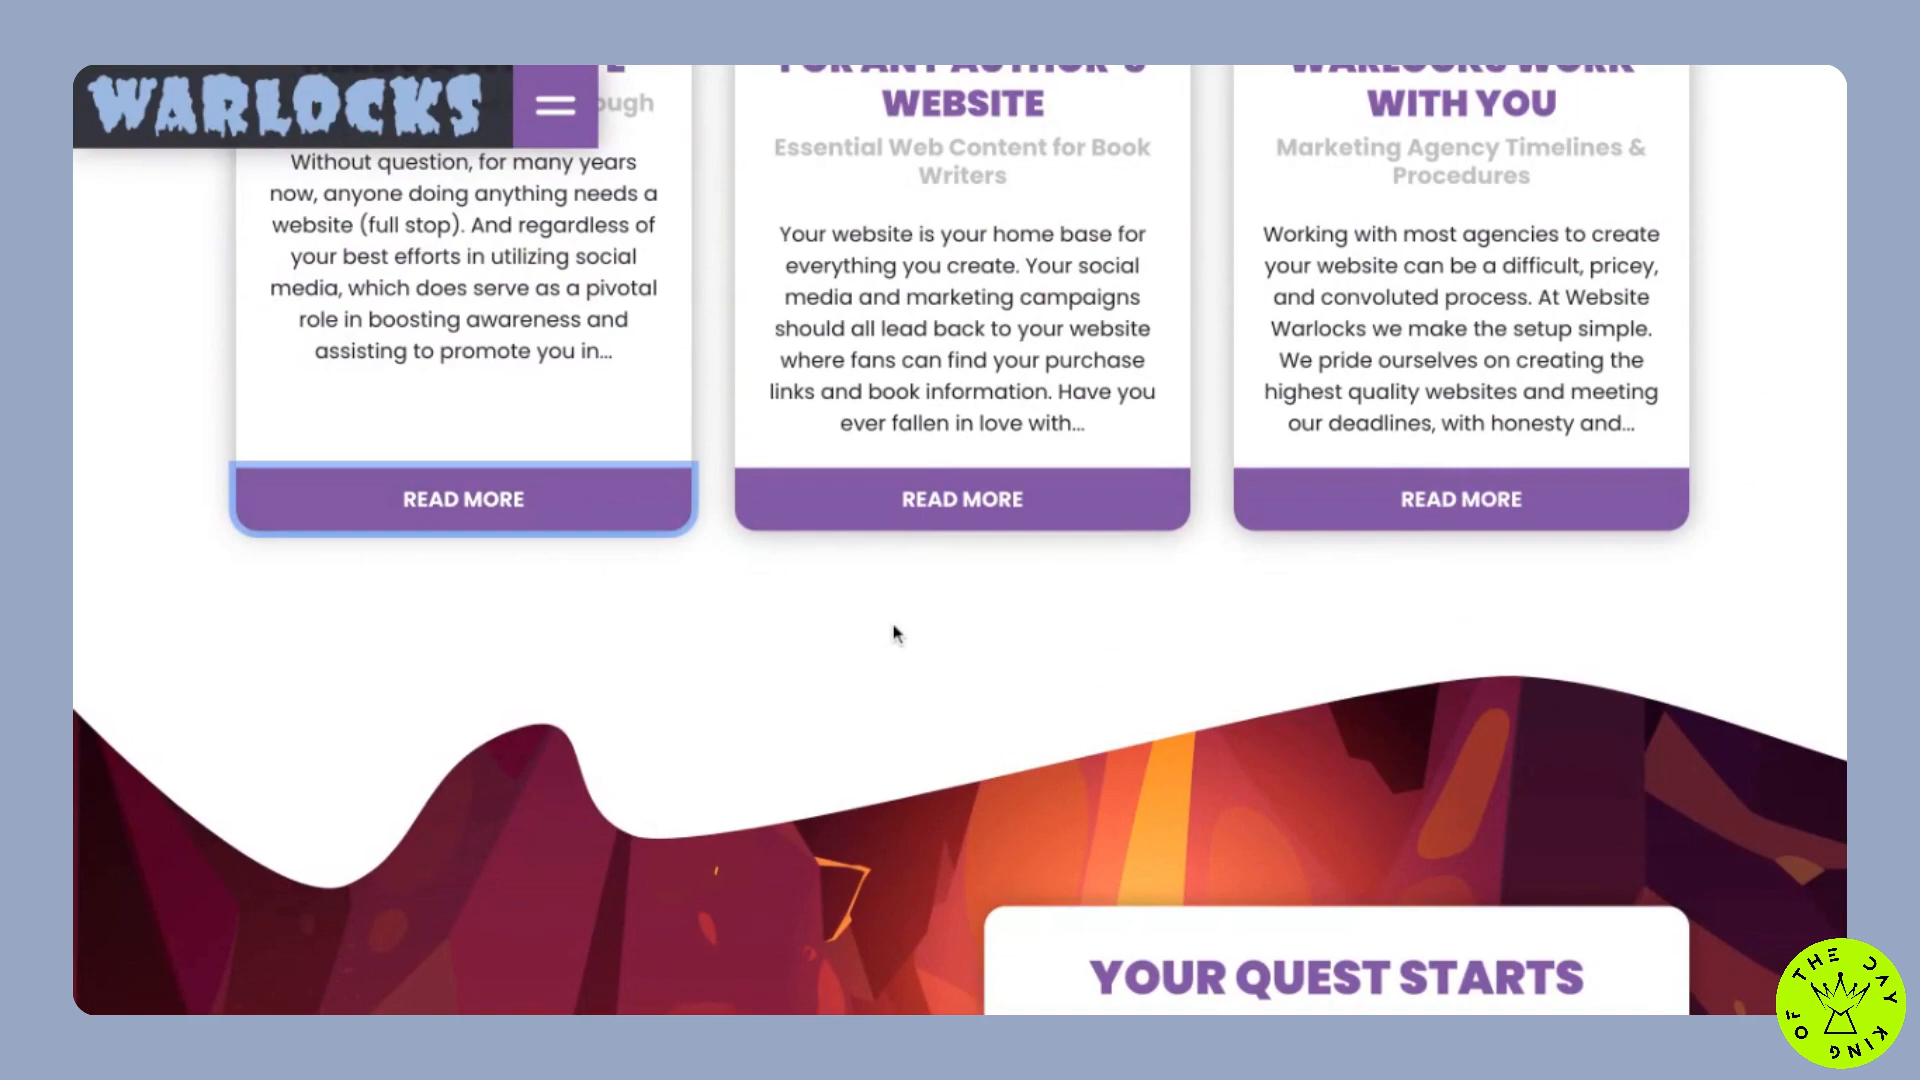 WARLOCKS
ough
Without question, for many years
now, anyone doing anything needs a
website (full stop). And regardless of
your best efforts in utilizing social
media, which does serve as a pivotal
role in boosting awareness and
assisting to promote you in...
READ MORE
FOR ANY AUTHOR'S
WEBSITE
Essential Web Content for Book
Writers
Your website is your home base for
everything you create. Your social
media and marketing campaigns
should all lead back to your website
where fans can find your purchase
links and book information. Have you
ever fallen in love with...
READ MORE
WARLOCKS WORK
WITH YOU
Marketing Agency Timelines &
Procedures
Working with most agencies to create
your website can be a difficult, pricey,
and convoluted process. At Website
Warlocks we make the setup simple.
We pride ourselves on creating the
highest quality websites and meeting
our deadlines, with honesty and...
READ MORE
YOUR QUEST STARTS
KING OF THE JAY